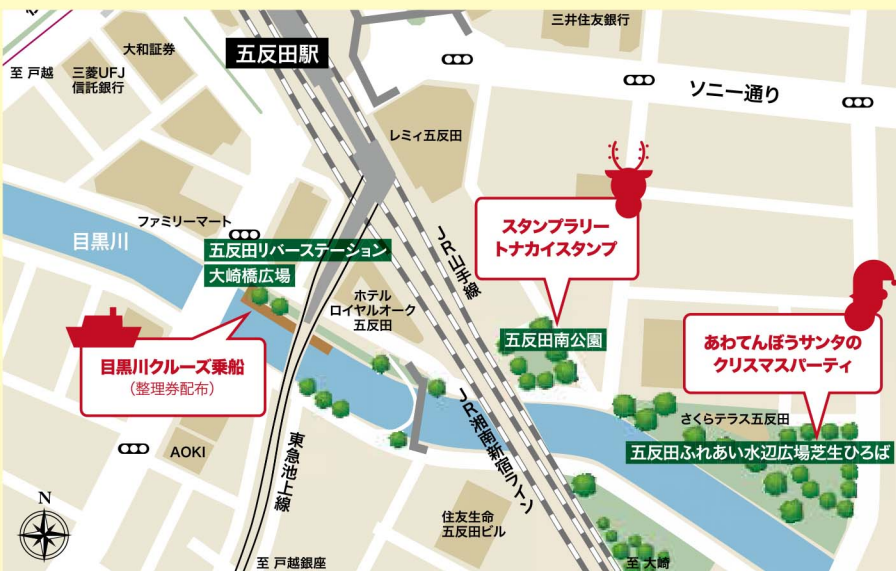 大和証券
五反田駅
三井住友銀行
至 戸越
三菱UFJ
信託銀行
ソニー通り
レミィ五反田
スタンプラリー
トナカイスタンプ
ファミリーマート
目黒川
五反田リバーステーション
大崎橋広場
JR山手線
ホテル
ロイヤルオーク
五反田
五反田南公園
あわてんぼうサンタの
クリスマスパーティ
目黒川クルーズ乗船
(整理券配布)
さくらテラス五反田
五反田ふれあい水辺広場芝生ひろば
JR湘南新宿ライン
東急池上線
AOKI
N
住友生命
五反田ビル
至 戸越銀座
至 大崎